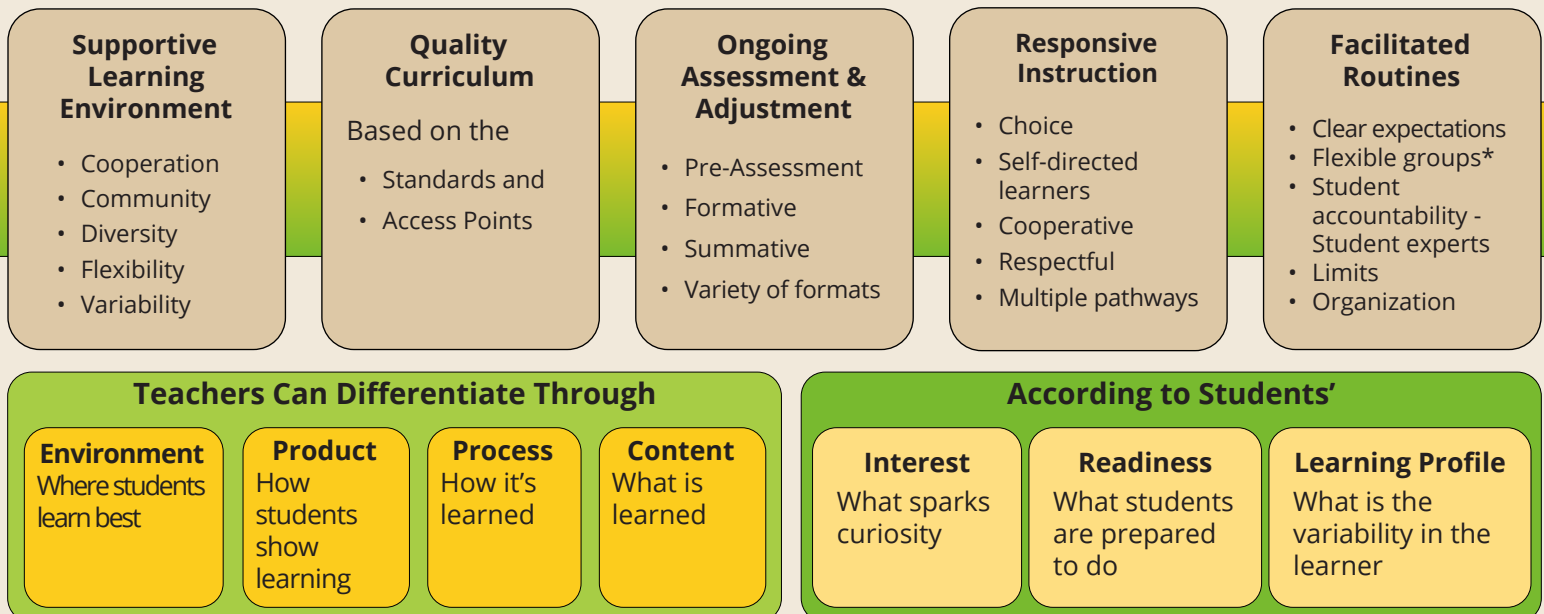 Supportive
Learning
Environment
• Cooperation
• Community
• Diversity
• Flexibility
• Variability
Quality
Curriculum
Based on the
• Standards and
• Access Points
Ongoing
Assessment &
Adjustment
• Pre-Assessment
• Formative
• Summative
• Variety of formats
Responsive
Instruction
• Choice
• Self-directed
learners
• Cooperative
• Respectful
• Multiple pathways
Facilitated
Routines
• Clear expectations
• Flexible groups*
• Student
accountability -
Student experts
• Limits
• Organization
Teachers Can Differentiate Through
Environment
Where students
learn best
Product
How
students
show
learning
Process
How it’s
learned
Content
What is
learned
According to Students’
Interest
What sparks
curiosity
Readiness
What students
are prepared
to do
Learning Profile
What is the
variability in the
learner